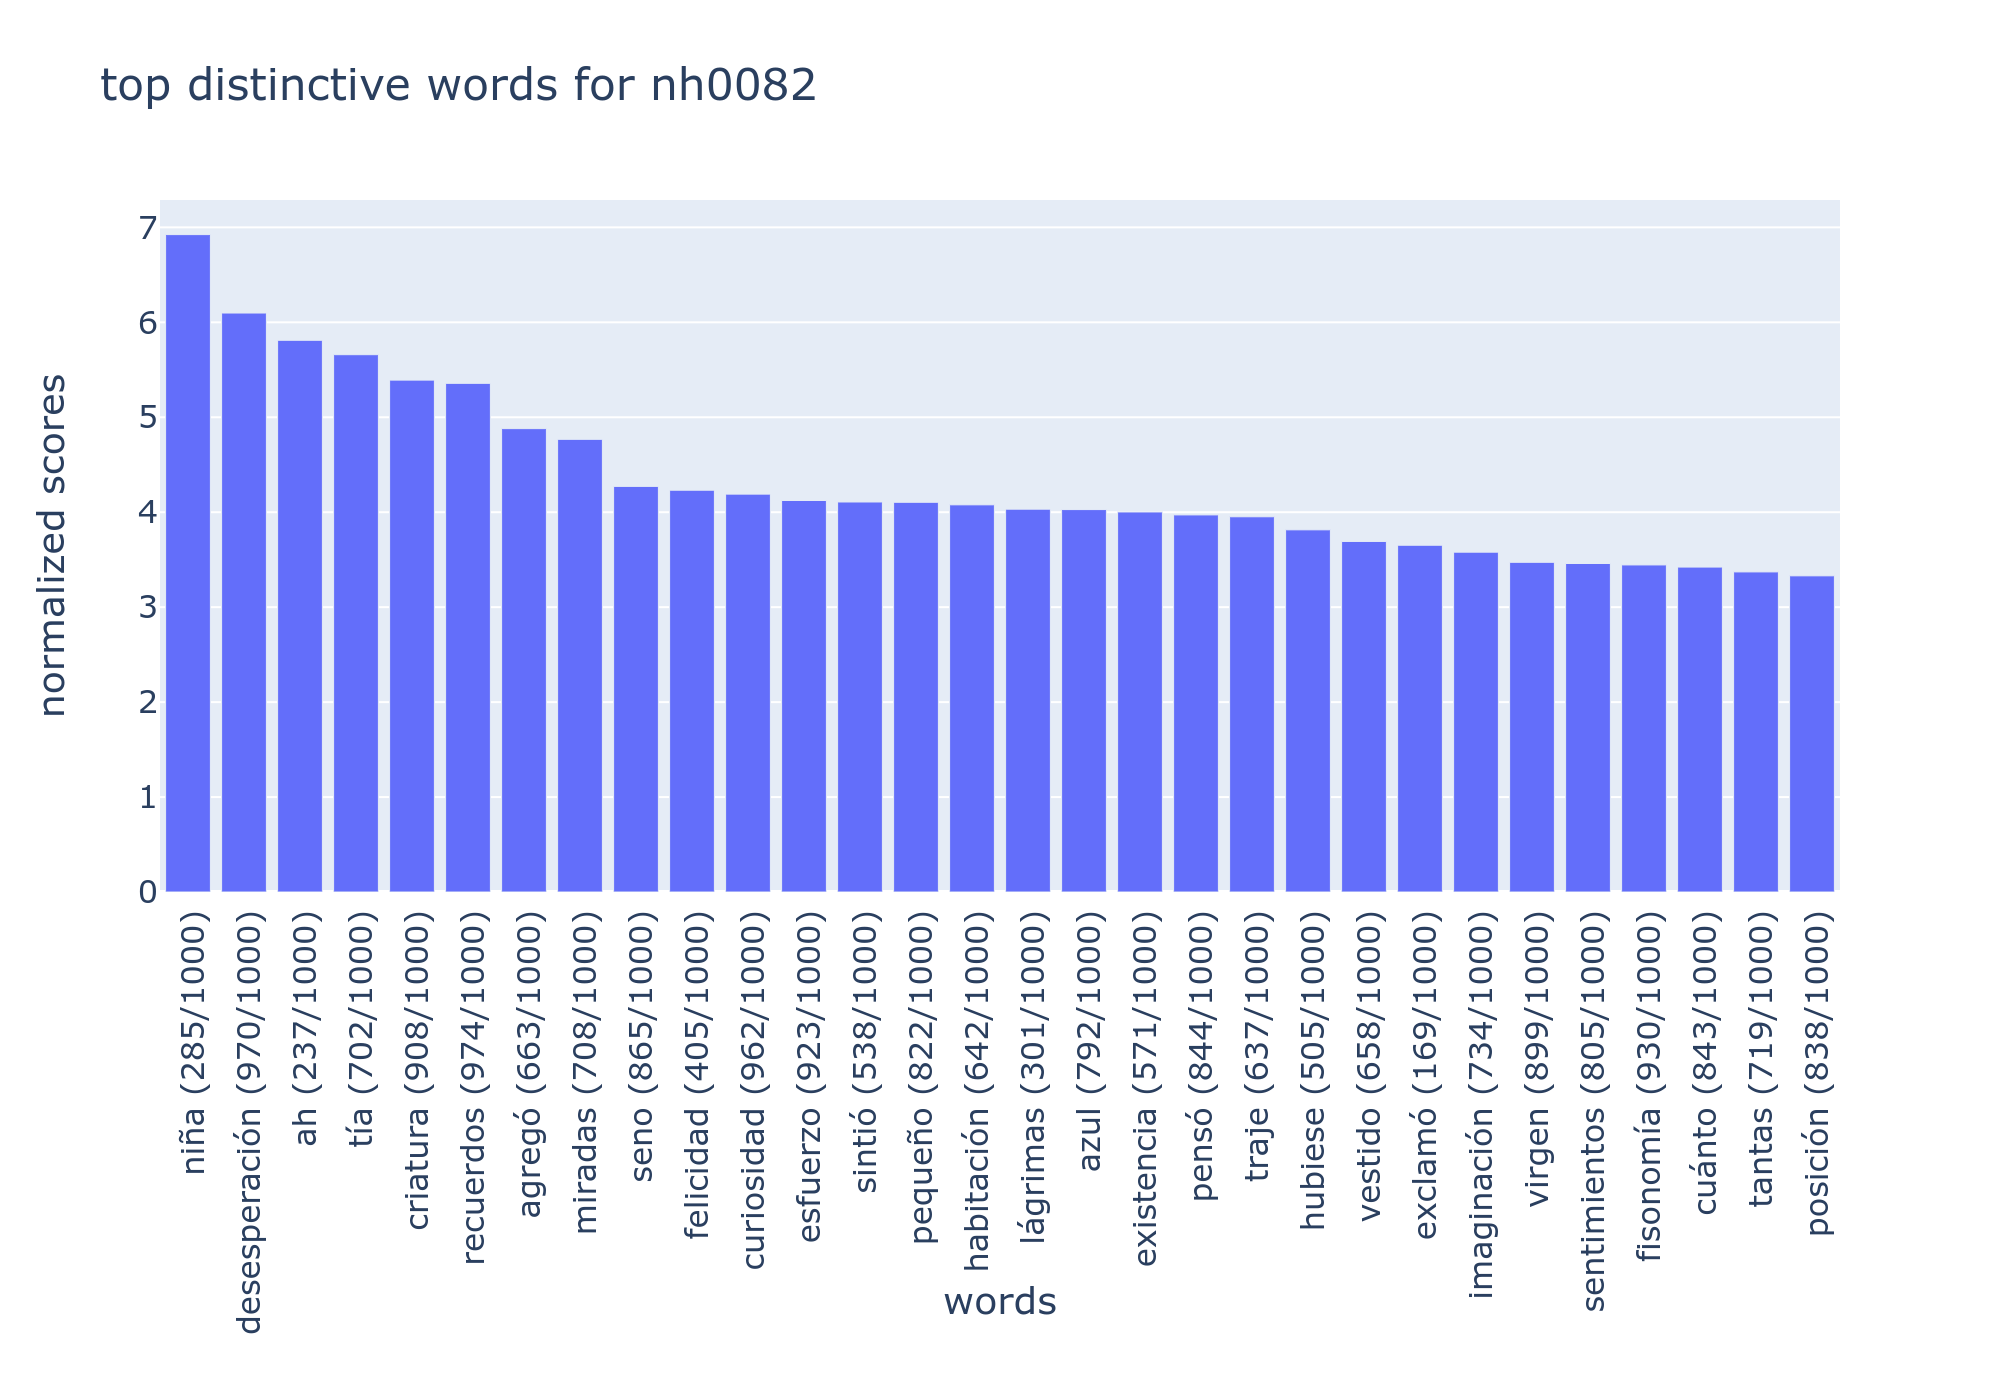 top distinctive words for nh0082
normalized scores
7
6
5
4
3
2
1
0
niña (285/1000)
desesperación (970/1000)
ah (237/1000)
tía (702/1000)
criatura (908/1000)
recuerdos (974/1000)
agregó (663/1000)
miradas (708/1000)
seno (865/1000)
felicidad (405/1000)
curiosidad (962/1000)
esfuerzo (923/1000)
sintió (538/1000)
pequeño (822/1000)
habitación (642/1000)
lágrimas (301/1000)
azul (792/1000)
existencia (571/1000)
pensó (844/1000)
traje (637/1000)
hubiese (505/1000)
vestido (658/1000)
exclamó (169/1000)
imaginación (734/1000)
virgen (899/1000)
sentimientos (805/1000)
fisonomía (930/1000)
cuánto (843/1000)
tantas (719/1000)
posición (838/1000)
words